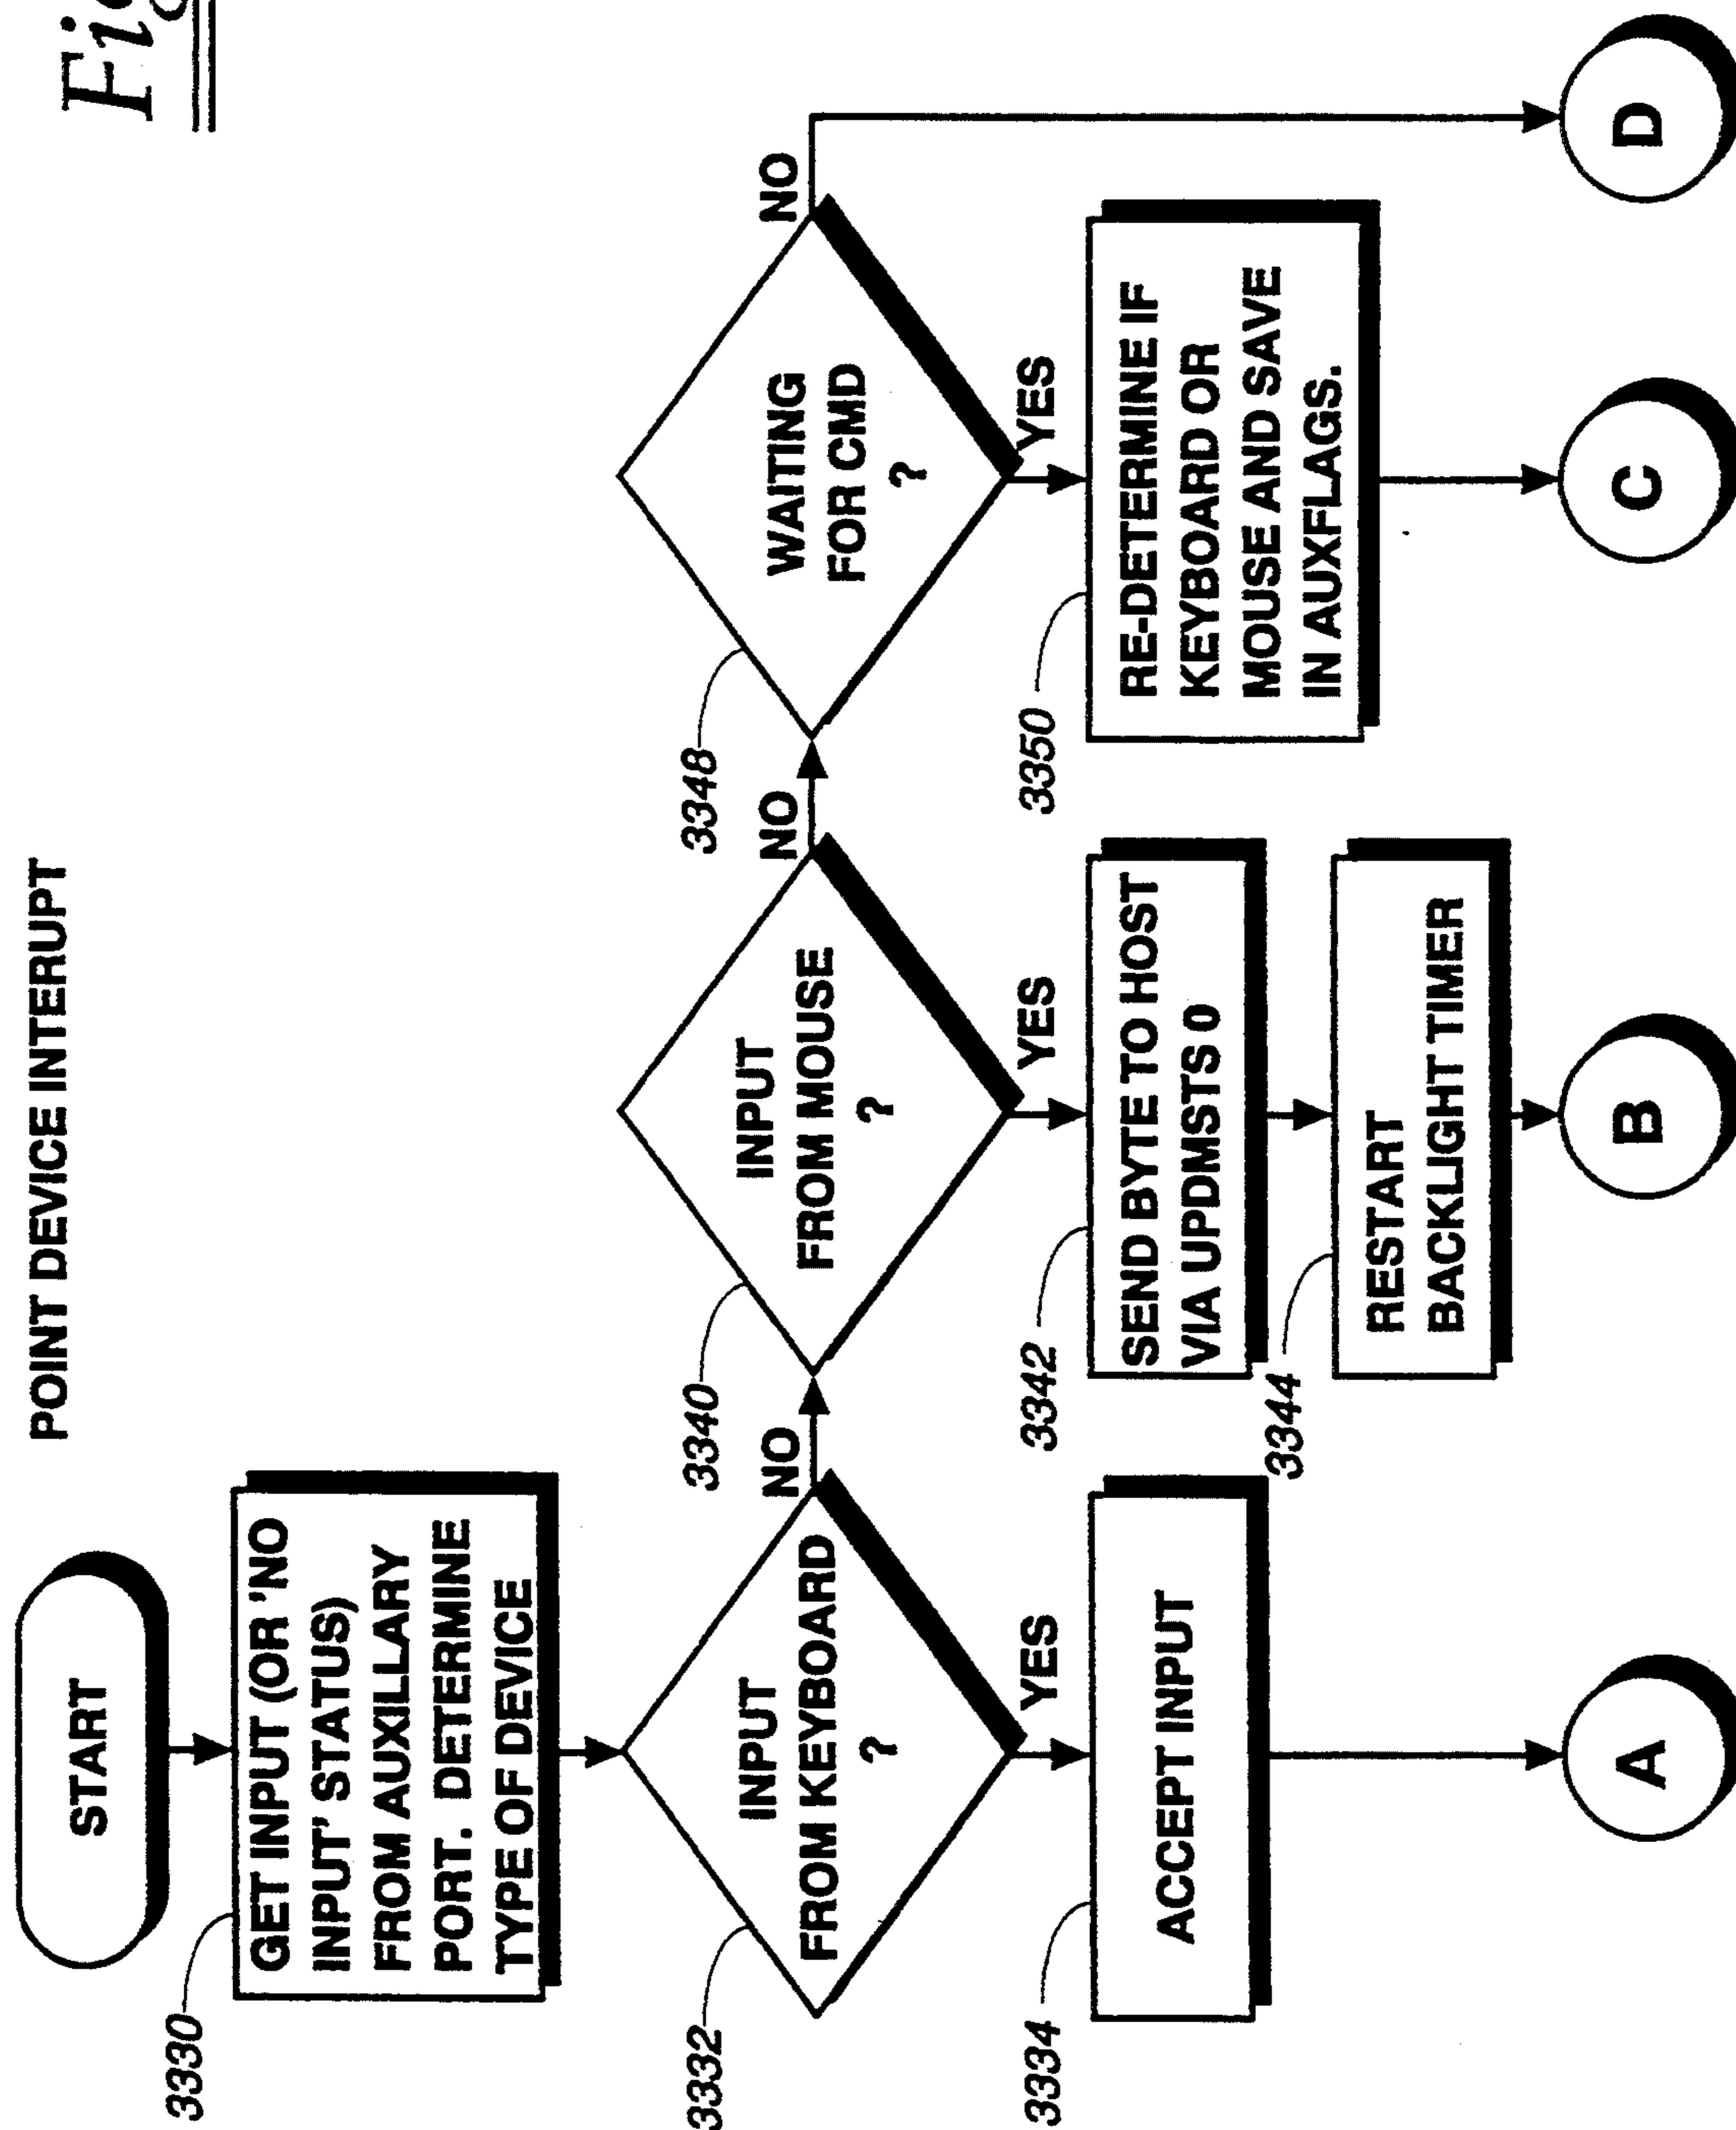 POINT DEVICE INTERUPT
START
3330
GET INPUT (OR 'NO
INPUT' STATUS)
FROM AUXILLARY
PORT. DETERMINE
TYPE OF DEVICE
3332
INPUT
FROM KEYBOARD
?
NO
YES
3334
ACCEPT INPUT
A
3340
INPUT
FROM MOUSE
?
NO
YES
3342
SEND BYTE TO HOST
VIA UPDMSTS 0
3344
RESTART
BACKLIGHT TIMER
B
3348
WAITING
FOR CMD
?
NO
YES
3350
RE-DETERMINE IF
KEYBOARD OR
MOUSE AND SAVE
IN AUXFLAGS.
C
D